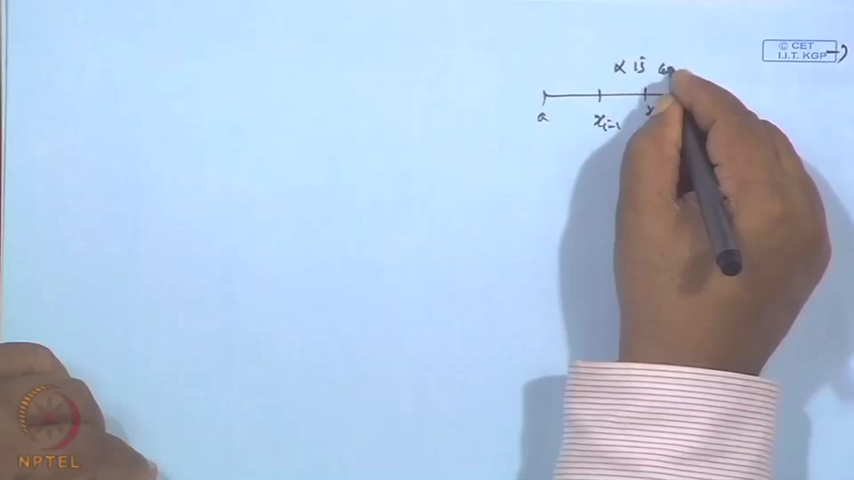 © CET
I.I.T. KGP
α is
a x_{i-1} x
NPTEL